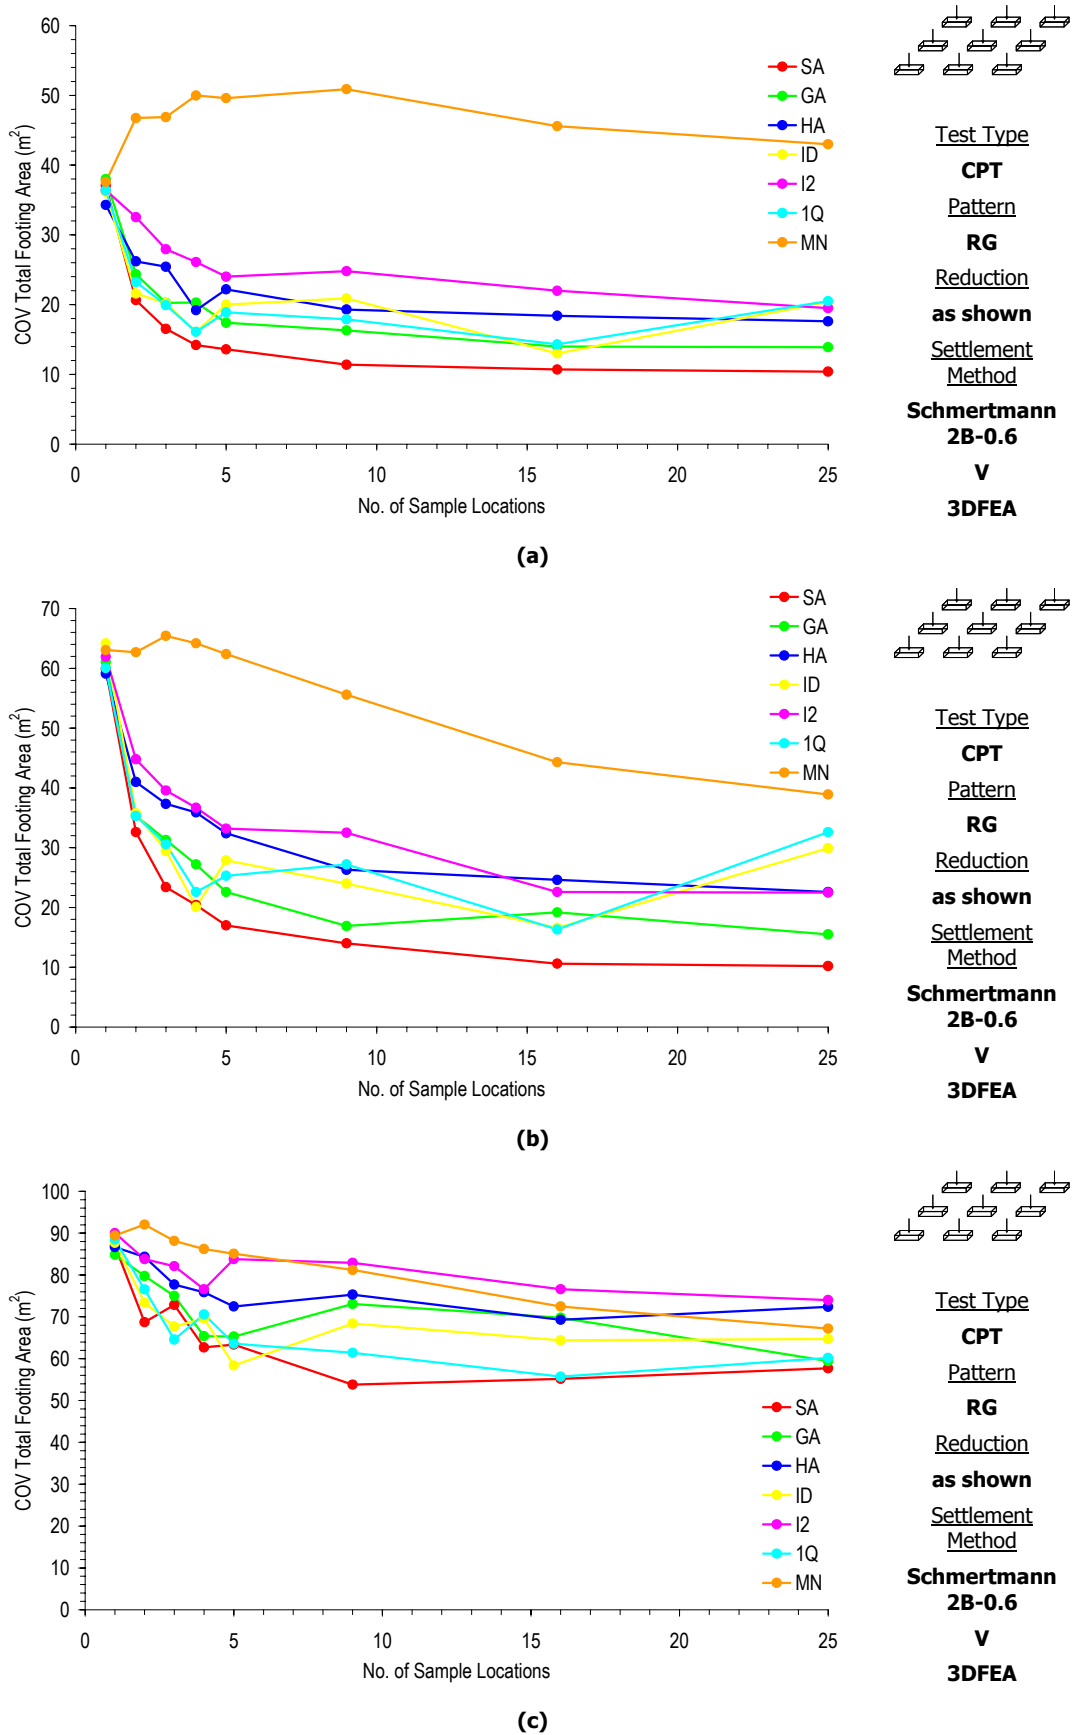 60
50
40
30
20
10
0
COV Total Footing Area (m²)
0 5 10 15 20 25
No. of Sample Locations
SA
GA
HA
ID
I2
1Q
MN
Test Type
CPT
Pattern
RG
Reduction
as shown
Settlement
Method
Schmertmann
2B-0.6
V
3DFEA
(a)
70
60
50
40
30
20
10
0
COV Total Footing Area (m²)
0 5 10 15 20 25
No. of Sample Locations
SA
GA
HA
ID
I2
1Q
MN
Test Type
CPT
Pattern
RG
Reduction
as shown
Settlement
Method
Schmertmann
2B-0.6
V
3DFEA
(b)
100
90
80
70
60
50
40
30
20
10
0
COV Total Footing Area (m²)
0 5 10 15 20 25
No. of Sample Locations
SA
GA
HA
ID
I2
1Q
MN
Test Type
CPT
Pattern
RG
Reduction
as shown
Settlement
Method
Schmertmann
2B-0.6
V
3DFEA
(c)